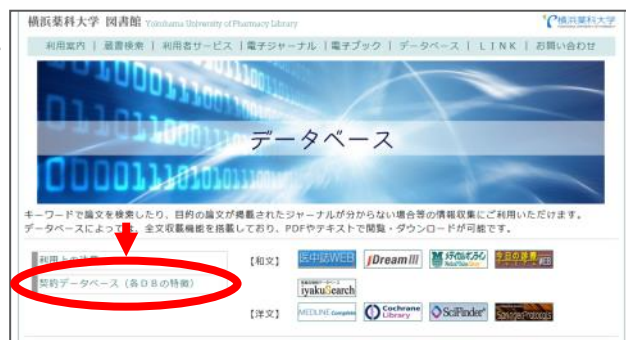 横浜薬科大学 図書館 Yokohama University of Pharmacy Library
横浜薬科大学
利用案内 | 蔵書検索 | 利用者サービス | 電子ジャーナル | 電子ブック | データベース | LINK | お問い合わせ
データベース
キーワードで論文を検索したり、目的の論文が掲載されたジャーナルが分からない場合等の情報収集にご利用いただけます。
データベースによっては、全文収載機能を搭載しており、PDFやテキストで閲覧・ダウンロードが可能です。
利用上の
【和文】 医中誌WEB JDreamIII メディカルオンライン 今日の診療 WEB
契約データベース（各DBの特徴）
iyakuSearch
【洋文】 MEDLINE Complete Cochrane Library SciFinder SpringerProtocols